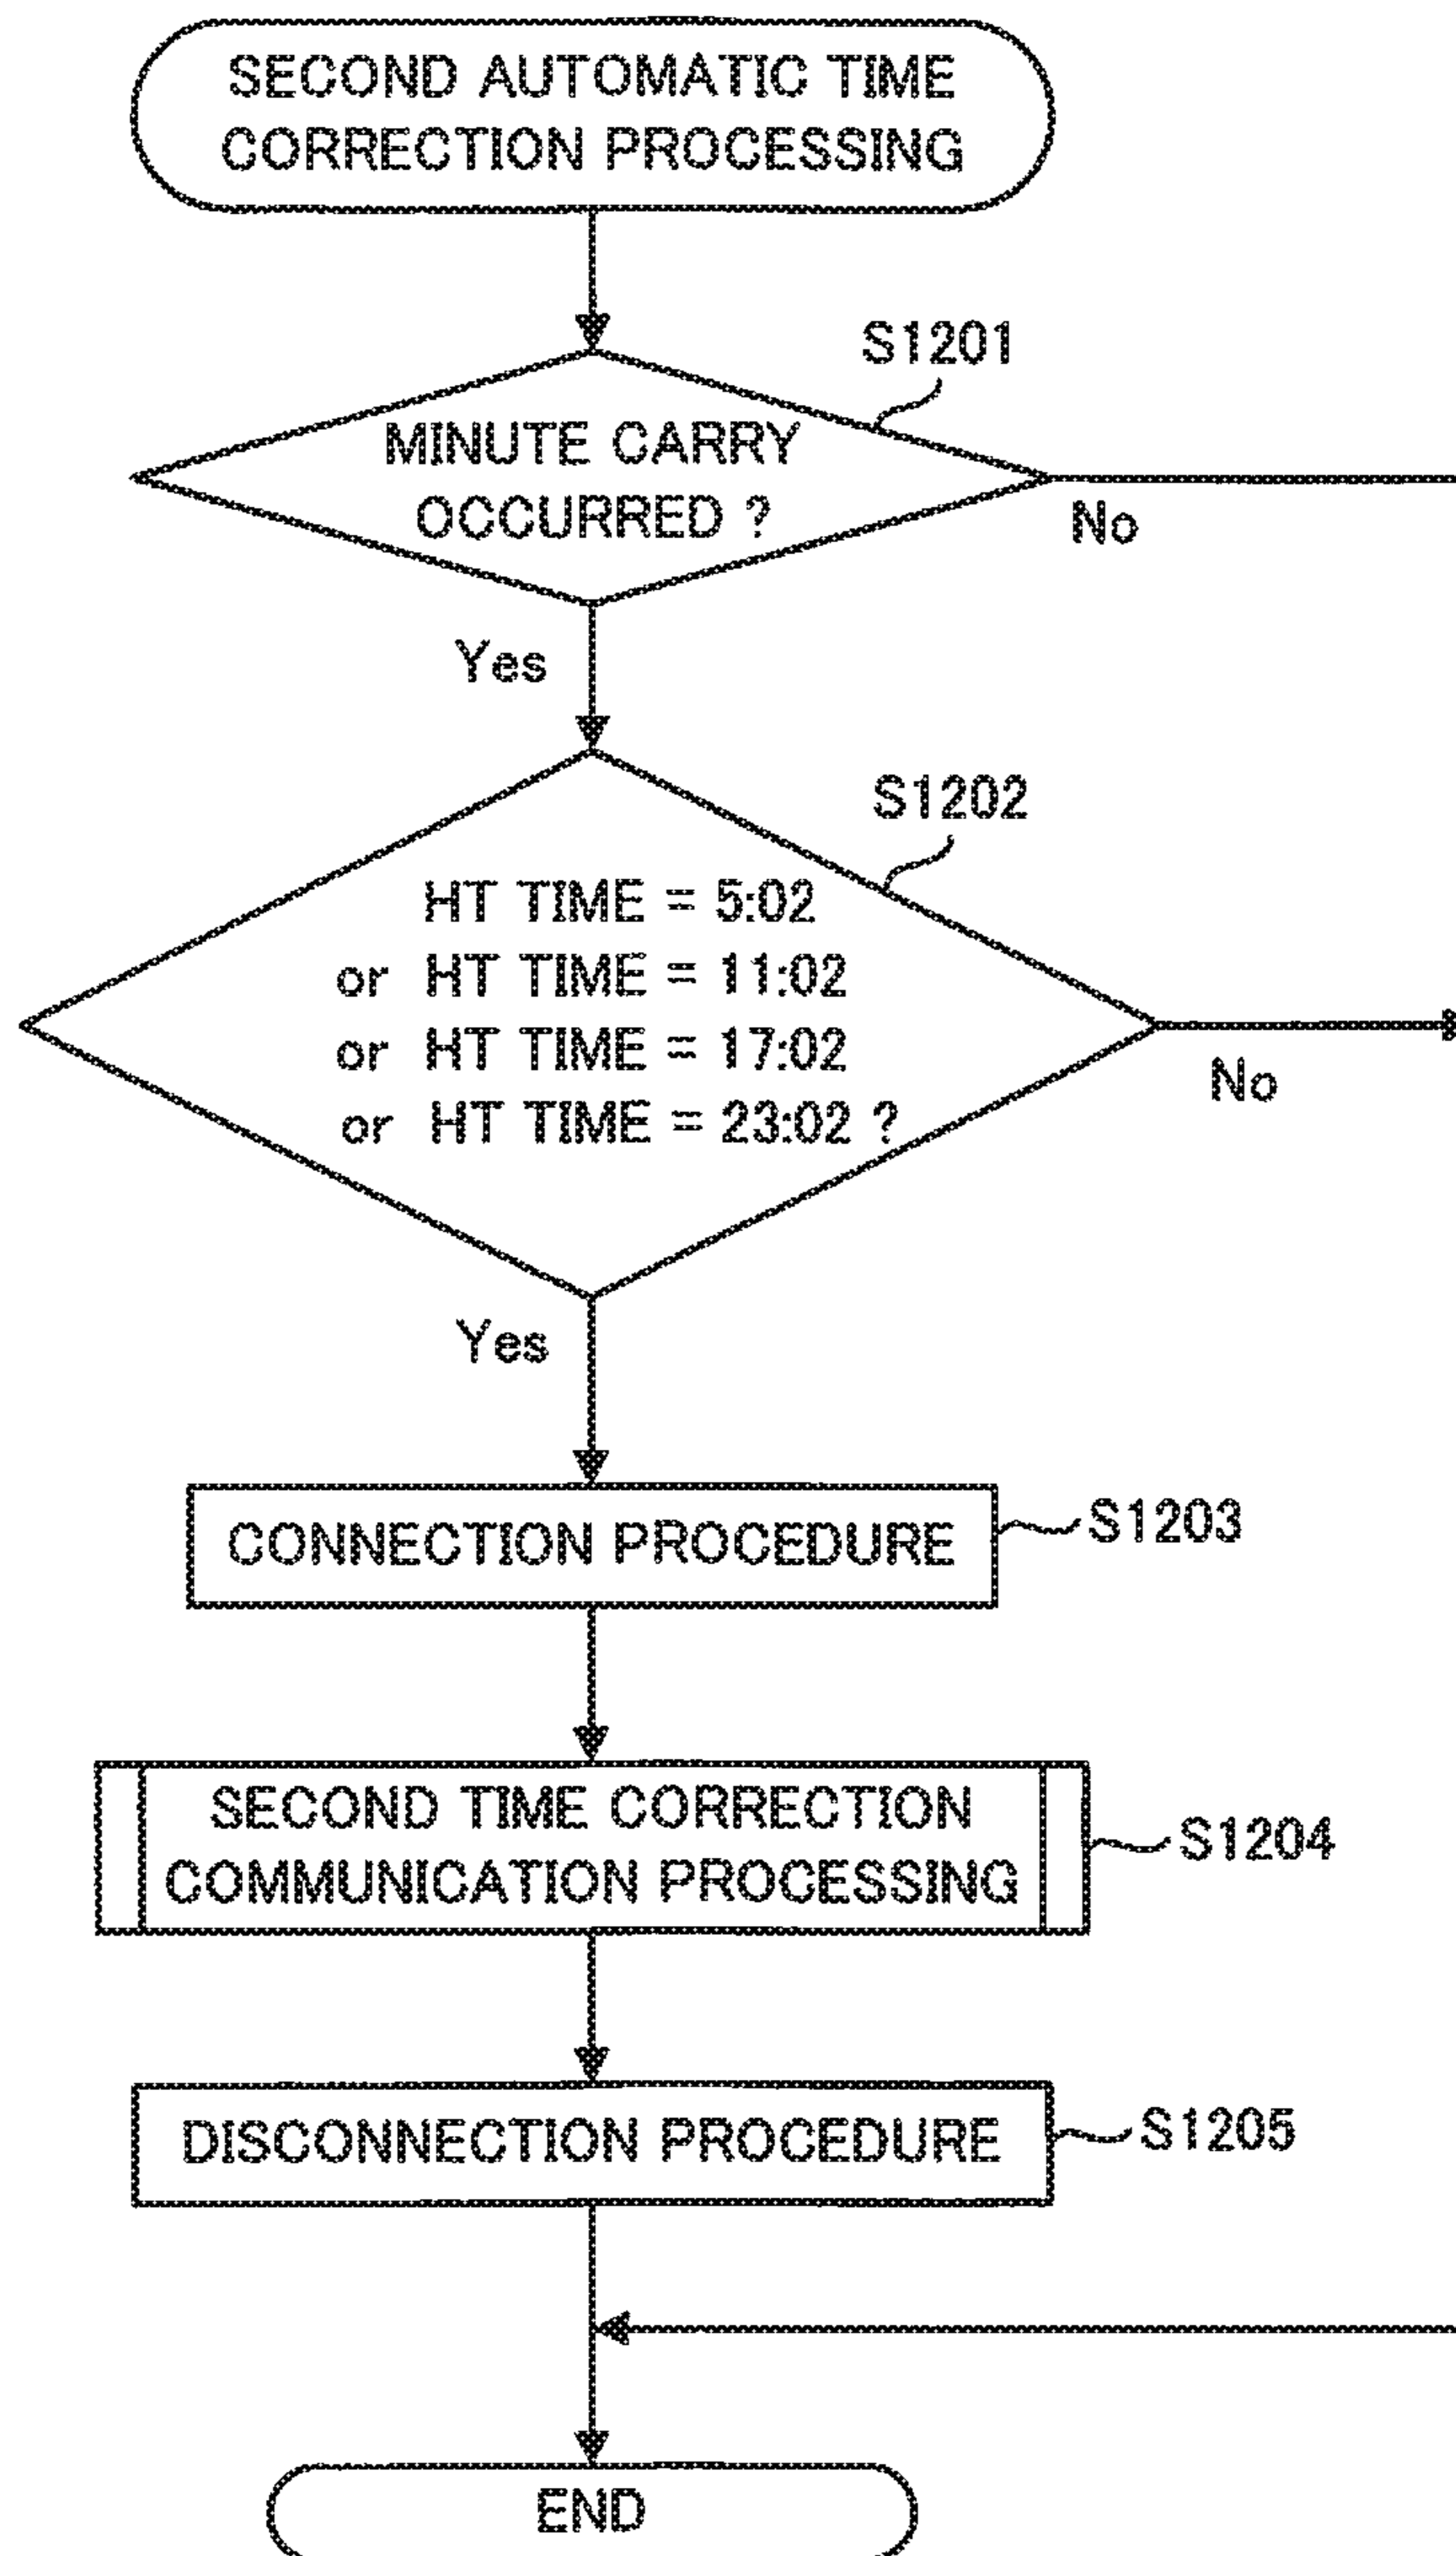 SECOND AUTOMATIC TIME
CORRECTION PROCESSING
S1201
MINUTE CARRY
OCCURRED ?
No
Yes
S1202
HT TIME = 5:02
or HT TIME = 11:02
or HT TIME = 17:02
or HT TIME = 23:02 ?
No
Yes
CONNECTION PROCEDURE
S1203
SECOND TIME CORRECTION
COMMUNICATION PROCESSING
S1204
DISCONNECTION PROCEDURE
S1205
END